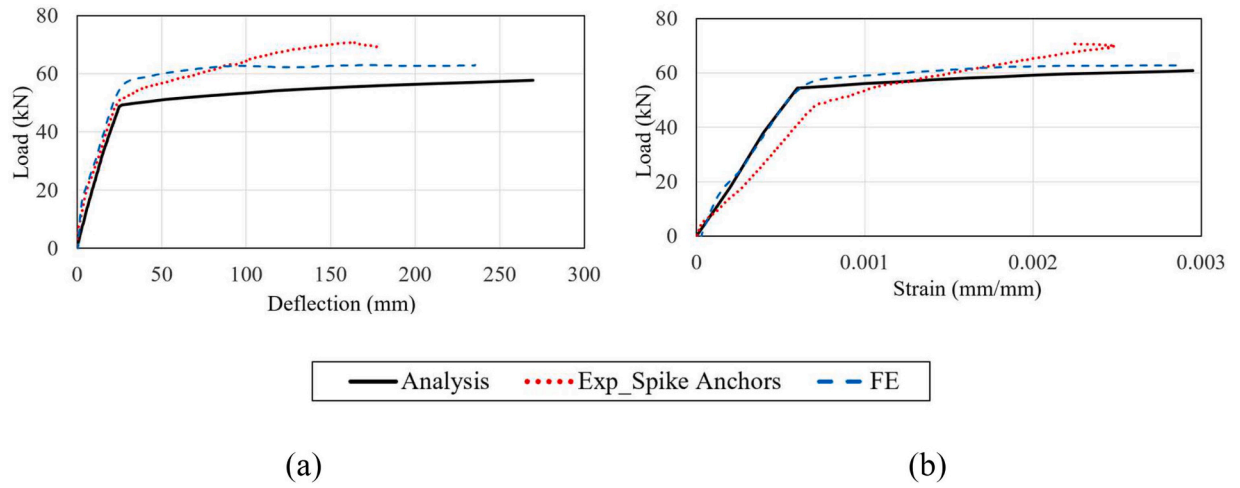 80
60
40
20
0
Load (kN)
0 50 100 150 200 250 300
Deflection (mm)
80
60
40
20
0
Load (kN)
0 0.001 0.002 0.003
Strain (mm/mm)
Analysis Exp_Spike Anchors FE
(a) (b)